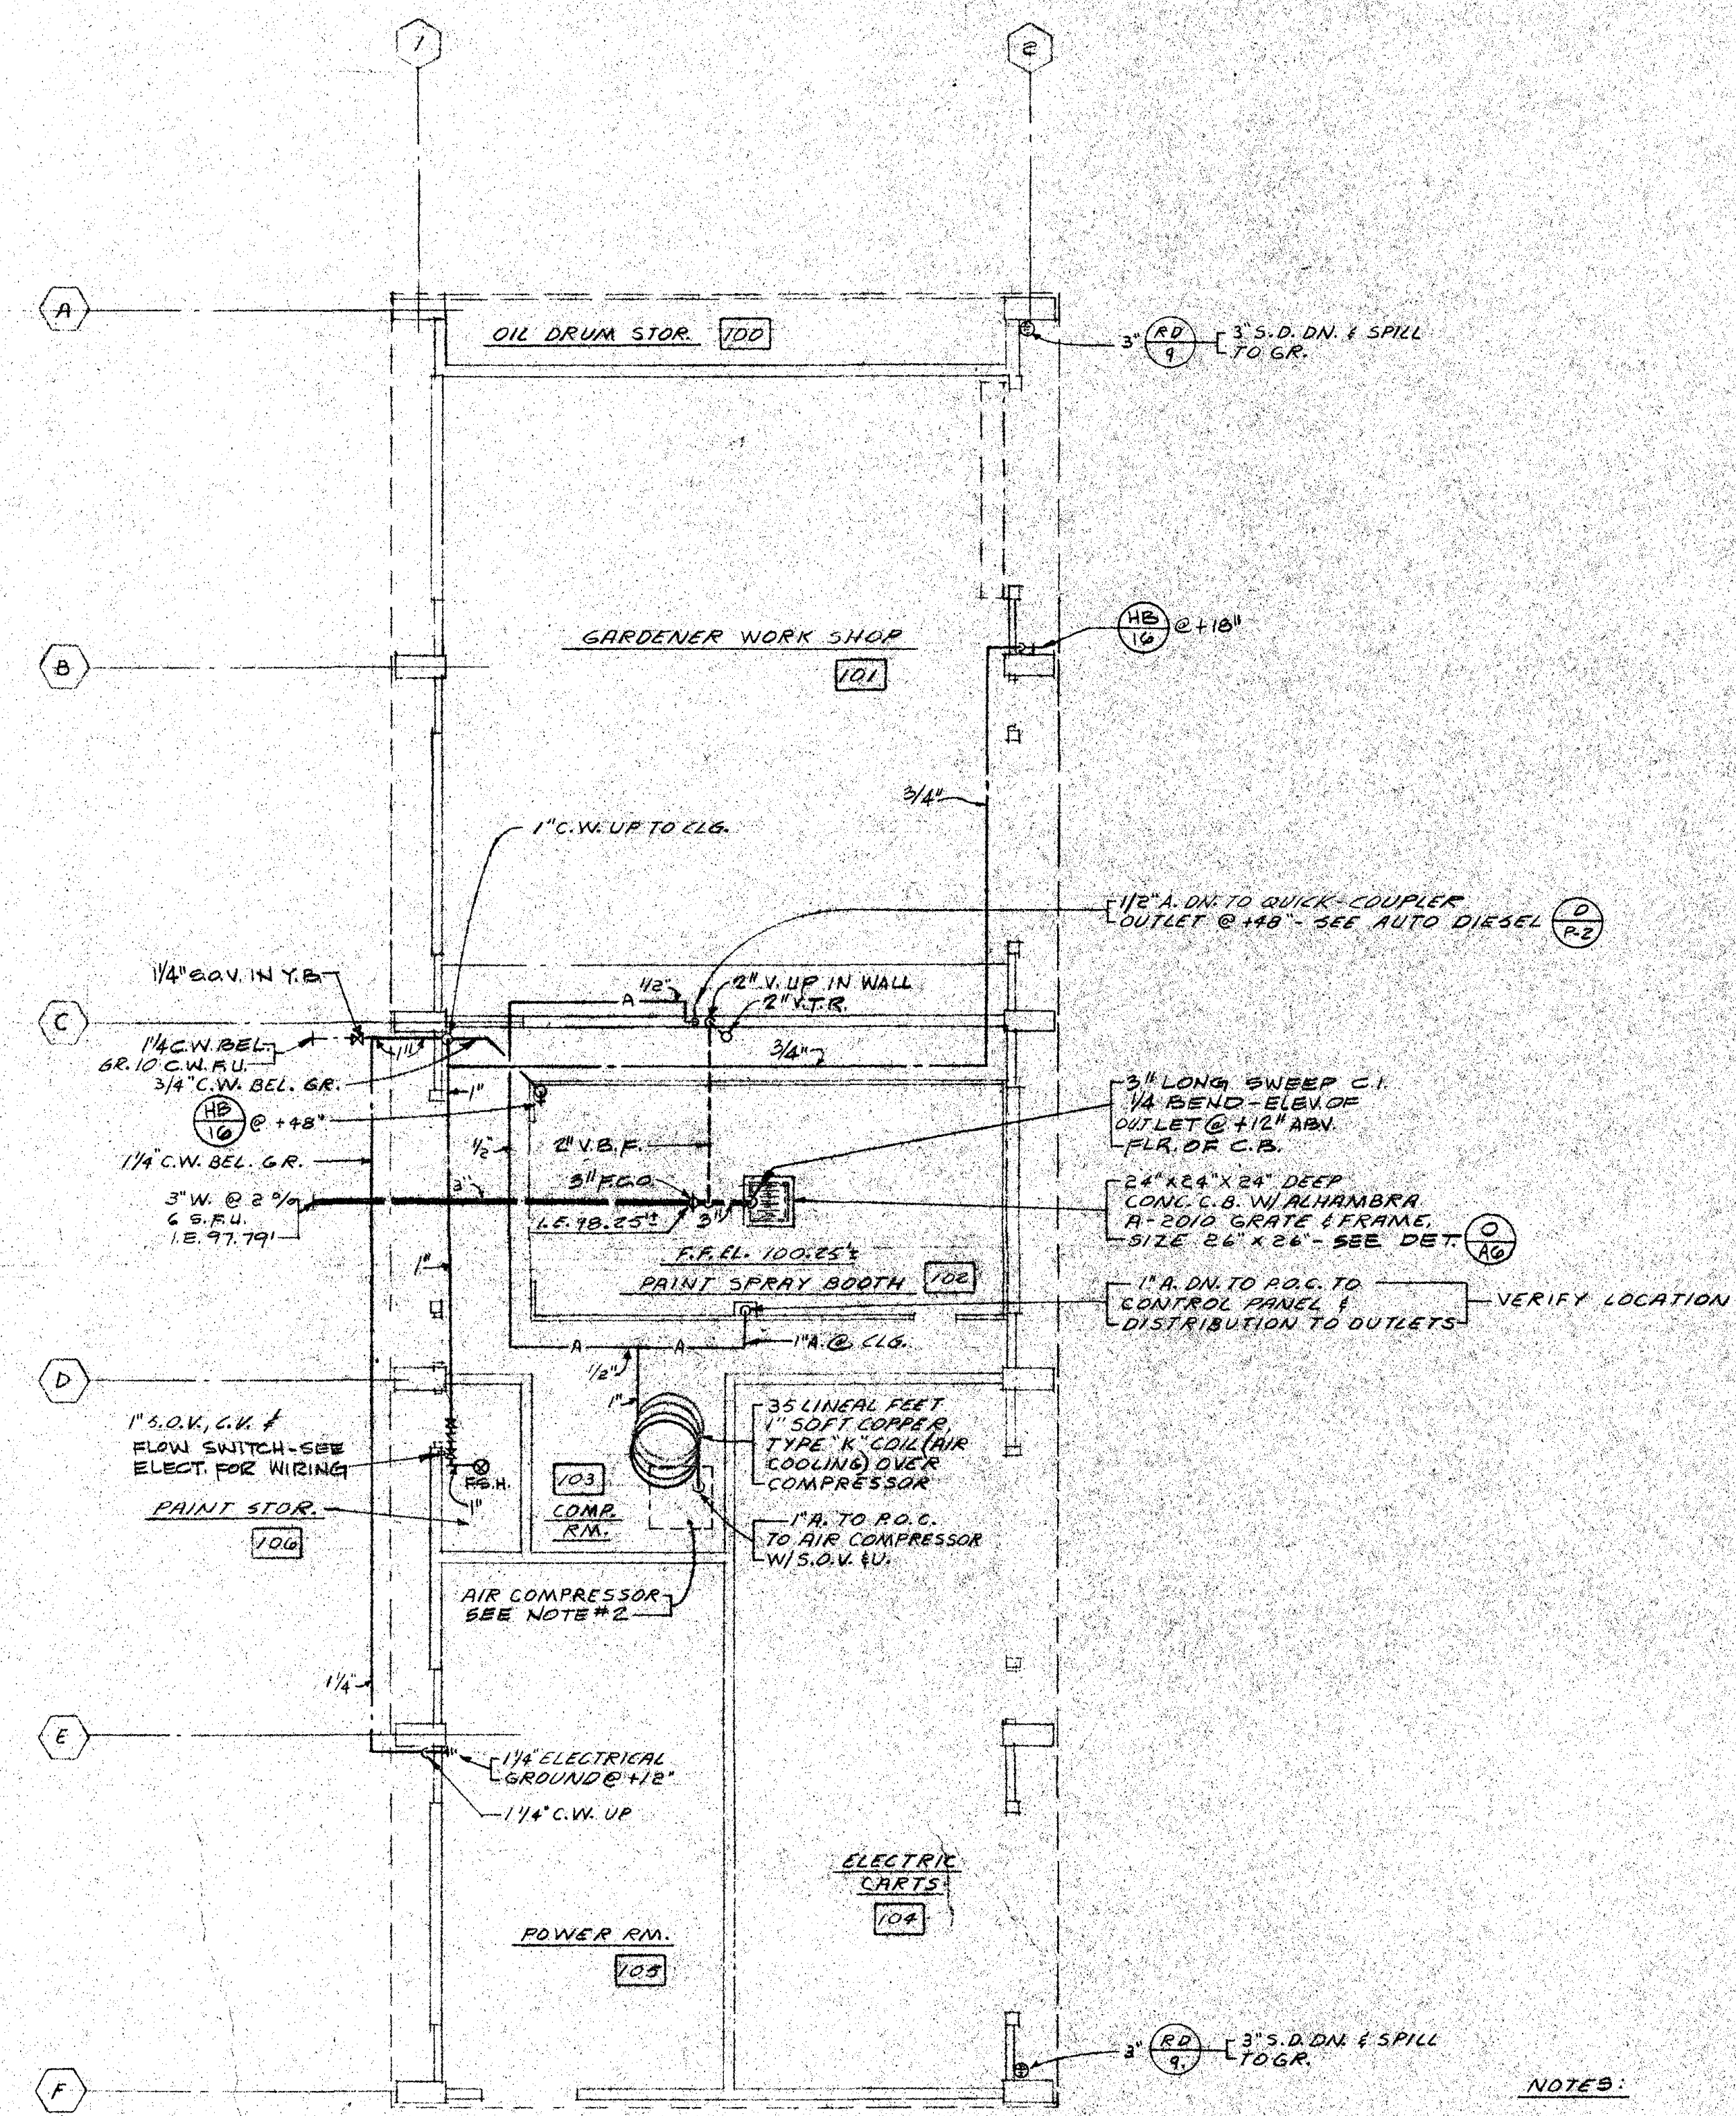 1
2
A
OIL DRUM STOR. 100
3" RD 9 3" S.D. DN. & SPILL
TO GR.
GARDENER WORK SHOP
101
B
HB 16 @ +18"
3/4"
1" C.W. UP TO CLG.
1/2" A. DN. TO QUICK-COUPLER
OUTLET @ +48" - SEE AUTO DIESEL D P-2
1 1/4" S.O.V. IN Y.B.
1/2"
A
2" V. UP IN WALL
2" V.T.R.
C
1 1/4 C.W. BEL.
GR. 10 C.W. F.U.
1"
3/4"
3/4" C.W. BEL. GR.
1"
HB 16 @ +48"
3" LONG SWEEP C.I.
1/4 BEND - ELEV. OF
OUTLET @ +12" ABV.
FLR. OF C.B.
1/2"
2" V.B.F.
1 1/4" C.W. BEL. GR.
3" W. @ 2%
6 S.F.U.
I.E. 97.79'
3"
3" F.C.O.
I.E. 98.25'±
3"
24" X 24" X 24" DEEP
CONC. C.B. W/ ALHAMBRA
A-2010 GRATE & FRAME,
SIZE 26" X 26" - SEE DET. O A6
F.F. EL. 100.25'±
PAINT SPRAY BOOTH 102
1"
1" A. DN. TO P.O.C. TO
CONTROL PANEL &
DISTRIBUTION TO OUTLETS
VERIFY LOCATION
A
A
1" A. @ CLG.
1/2"
D
1"
35 LINEAL FEET
1" SOFT COPPER,
TYPE "K" COIL (AIR
COOLING) OVER
COMPRESSOR
1" S.O.V., C.V. &
FLOW SWITCH - SEE
ELECT. FOR WIRING
F.S.H.
1"
103
COMP.
RM.
PAINT STOR.
106
1" A. TO P.O.C.
TO AIR COMPRESSOR
W/ S.O.V. & U.
AIR COMPRESSOR
SEE NOTE #2
1 1/4"
E
1 1/4" ELECTRICAL
GROUND @ +12"
1 1/4" C.W. UP
ELECTRIC
CARTS
104
POWER RM.
105
3" RD 9. 3" S.D. DN. & SPILL
TO GR.
F
NOTES: